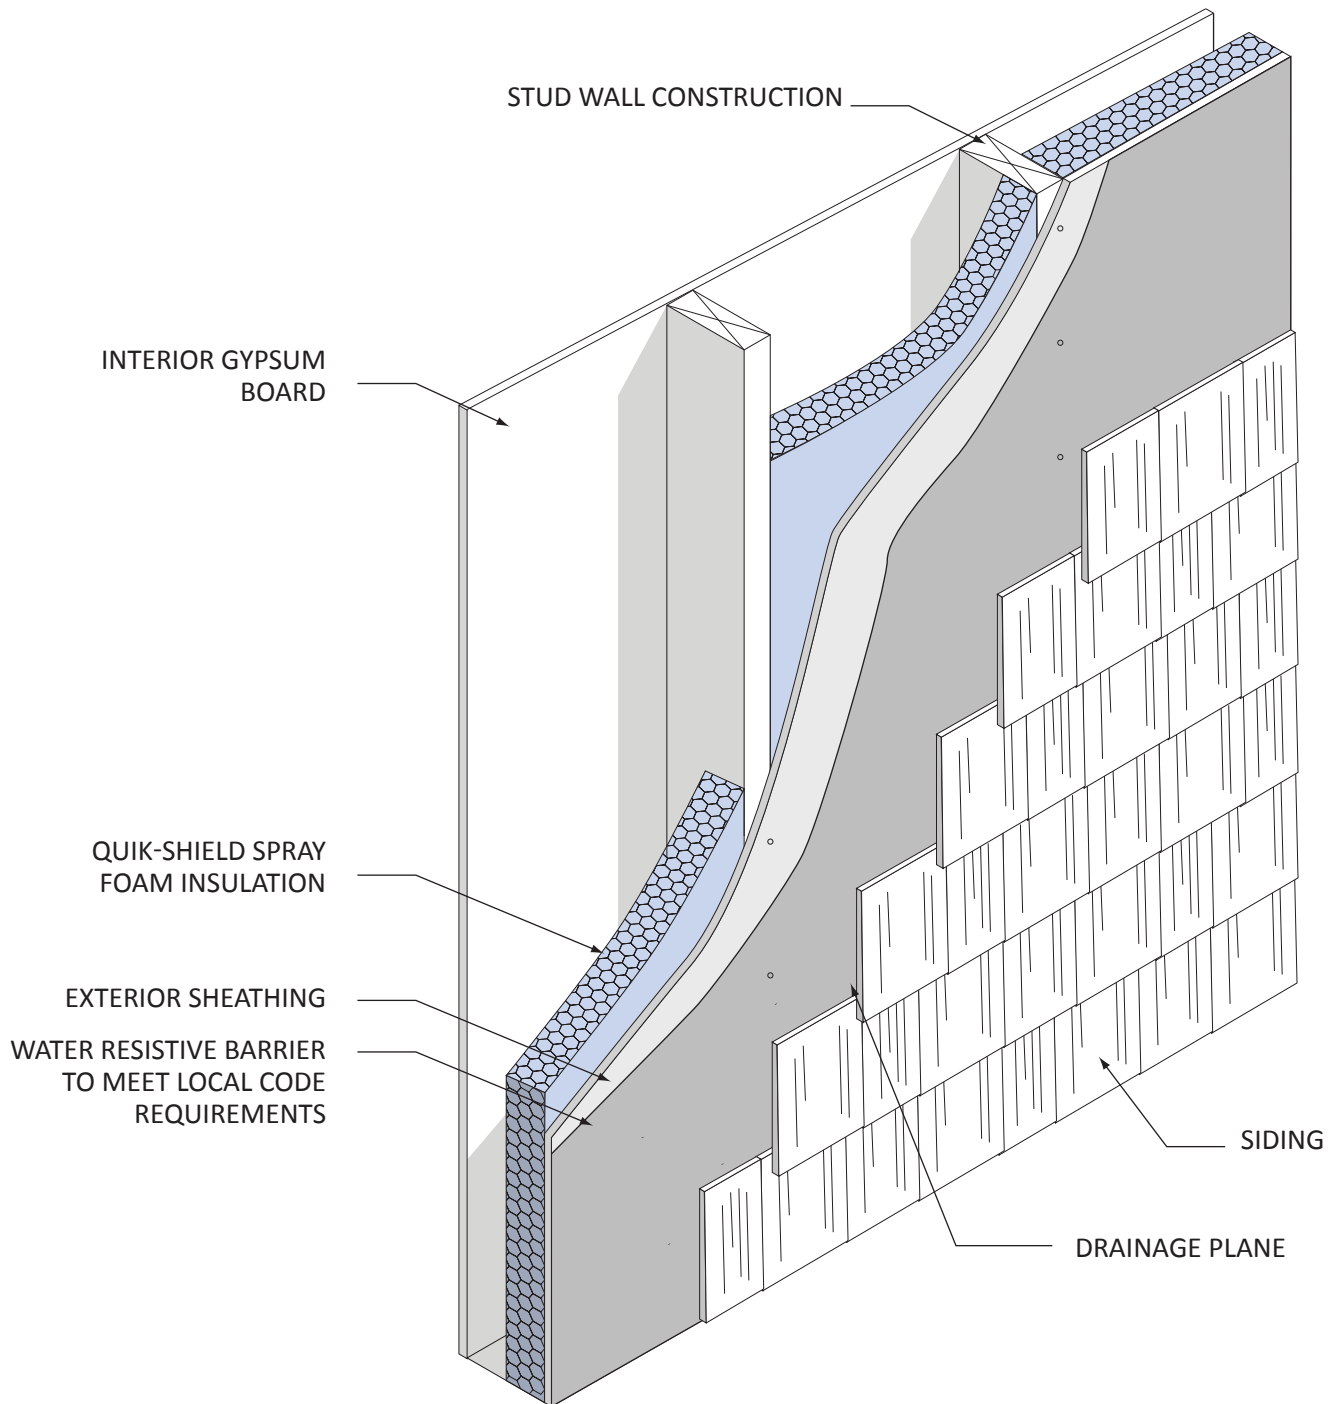 STUD WALL CONSTRUCTION
INTERIOR GYPSUM
BOARD
QUIK-SHIELD SPRAY
FOAM INSULATION
EXTERIOR SHEATHING
WATER RESISTIVE BARRIER
TO MEET LOCAL CODE
REQUIREMENTS
SIDING
DRAINAGE PLANE